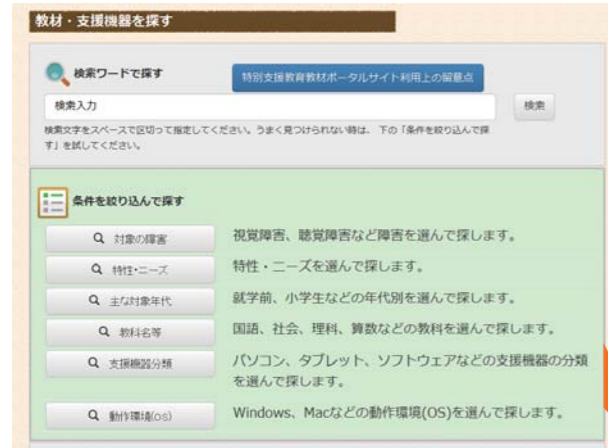 教材・支援機器を探す
検索ワードで探す
特別支援教育教材ポータルサイト利用上の留意点
検索入力
検索
検索文字をスペースで区切って指定してください。うまく見つけられない時は、 下の「条件を絞り込んで探
す」を試してください。
条件を絞り込んで探す
対象の障害
視覚障害、聴覚障害など障害を選んで探します。
特性・ニーズ
特性・ニーズを選んで探します。
主な対象年代
就学前、小学生などの年代別を選んで探します。
教科名等
国語、社会、理科、算数などの教科を選んで探します。
支援機器分類
パソコン、タブレット、ソフトウェアなどの支援機器の分類
を選んで探します。
動作環境(os)
Windows、Macなどの動作環境(OS)を選んで探します。